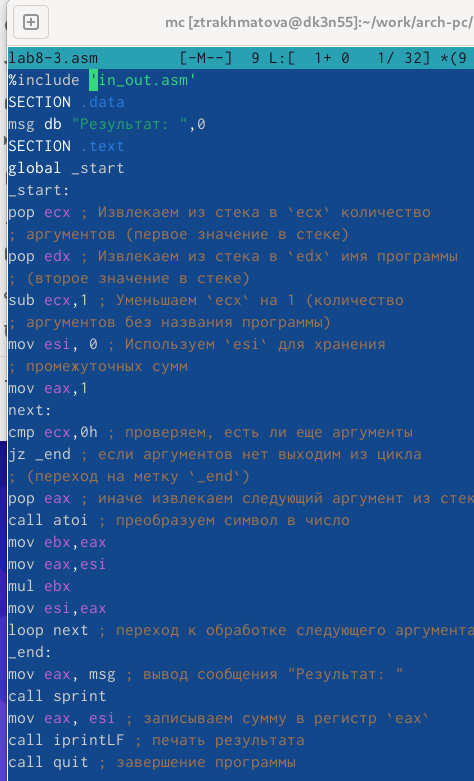 mc [ztrakhmatova@dk3n55]:~/work/arch-pc/
lab8-3.asm [-M--] 9 L:[ 1+ 0 1/ 32] *(9
%include 'in_out.asm'
SECTION .data
msg db "Результат: ",0
SECTION .text
global _start
_start:
pop ecx ; Извлекаем из стека в `ecx` количество
; аргументов (первое значение в стеке)
pop edx ; Извлекаем из стека в `edx` имя программы
; (второе значение в стеке)
sub ecx,1 ; Уменьшаем `ecx` на 1 (количество
; аргументов без названия программы)
mov esi, 0 ; Используем `esi` для хранения
; промежуточных сумм
mov eax,1
next:
cmp ecx,0h ; проверяем, есть ли еще аргументы
jz _end ; если аргументов нет выходим из цикла
; (переход на метку `_end`)
pop eax ; иначе извлекаем следующий аргумент из стек
call atoi ; преобразуем символ в число
mov ebx,eax
mov eax,esi
mul ebx
mov esi,eax
loop next ; переход к обработке следующего аргумента
_end:
mov eax, msg ; вывод сообщения "Результат: "
call sprint
mov eax, esi ; записываем сумму в регистр `eax`
call iprintLF ; печать результата
call quit ; завершение программы